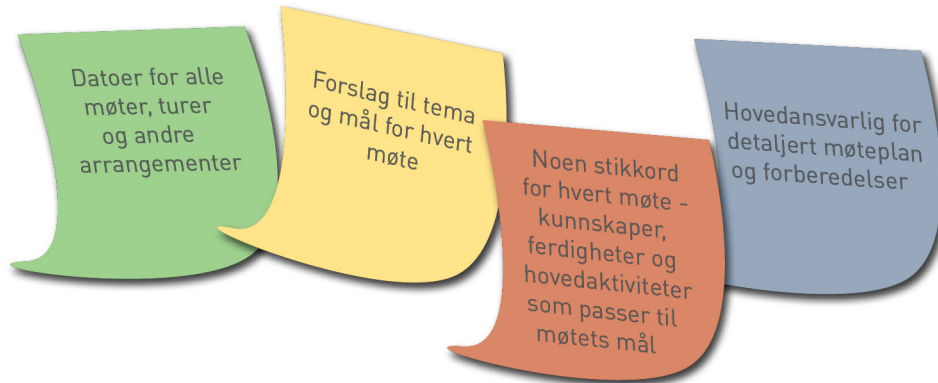 Datoer for alle
møter, turer
og andre
arrangementer
Forslag til tema
og mål for hvert
møte
Noen stikkord
for hvert møte -
kunnskaper,
ferdigheter og
hovedaktiviteter
som passer til
møtets mål
Hovedansvarlig for
detaljert møteplan
og forberedelser